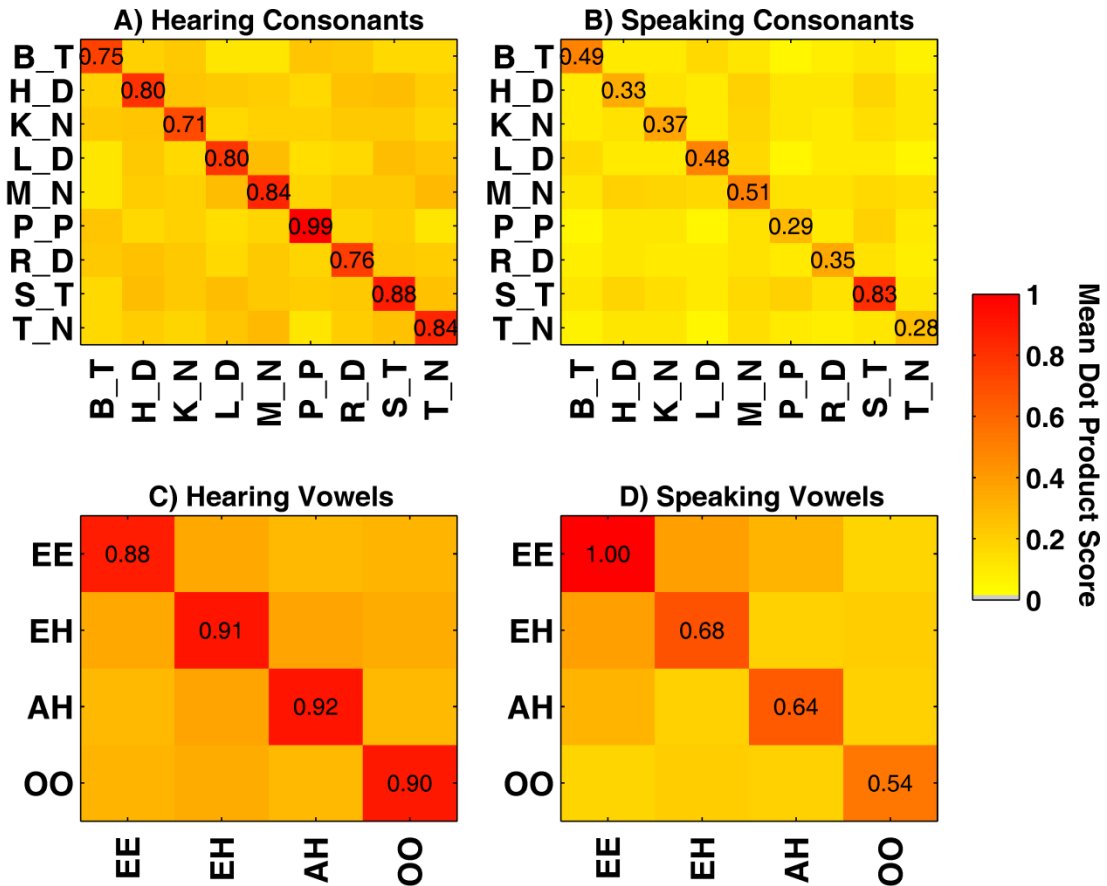 A) Hearing Consonants
B_T
H_D
K_N
L_D
M_N
P_P
R_D
S_T
T_N
0.75
0.80
0.71
0.80
0.84
0.99
0.76
0.88
0.84
B_T
H_D
K_N
L_D
M_N
P_P
R_D
S_T
T_N
B) Speaking Consonants
B_T
H_D
K_N
L_D
M_N
P_P
R_D
S_T
T_N
0.49
0.33
0.37
0.48
0.51
0.29
0.35
0.83
0.28
B_T
H_D
K_N
L_D
M_N
P_P
R_D
S_T
T_N
C) Hearing Vowels
EE
EH
AH
OO
0.88
0.91
0.92
0.90
EE
EH
AH
OO
D) Speaking Vowels
EE
EH
AH
OO
1.00
0.68
0.64
0.54
EE
EH
AH
OO
1
0.8
0.6
0.4
0.2
0
Mean Dot Product Score